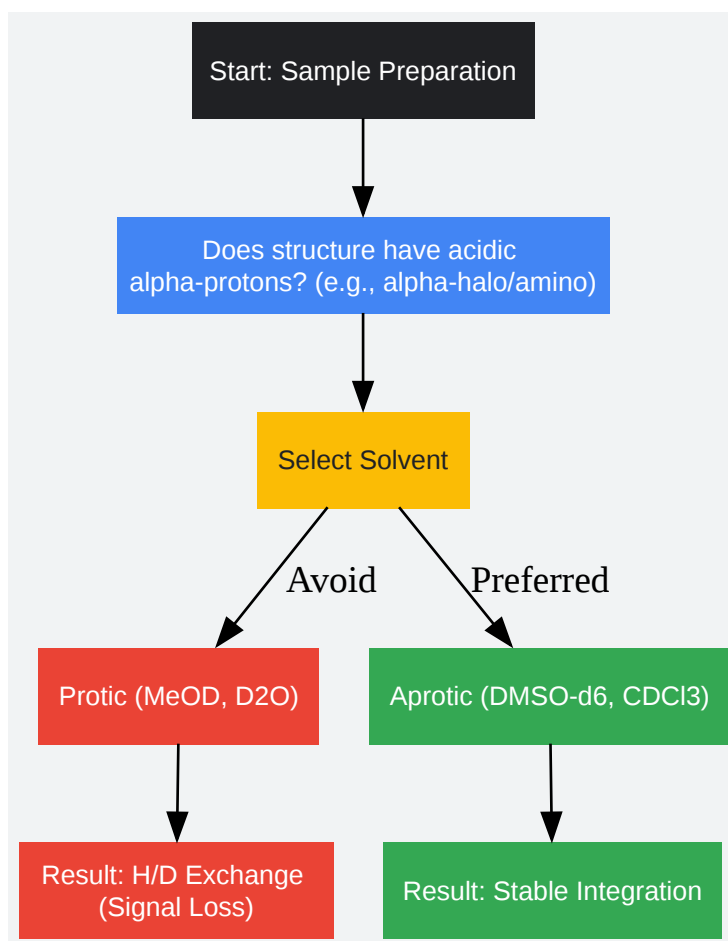 Start: Sample Preparation
Does structure have acidic
alpha-protons? (e.g., alpha-halo/amino)
Select Solvent
Avoid
Preferred
Protic (MeOD, D2O)
Aprotic (DMSO-d6, CDCl3)
Result: H/D Exchange
(Signal Loss)
Result: Stable Integration